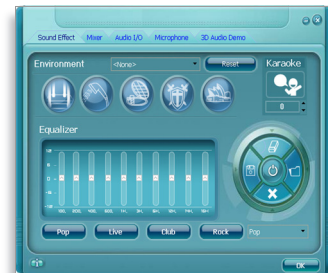 Sound Effect Mixer Audio I/O Microphone 3D Audio Demo
Environment <None> Reset Karaoke
0
Equalizer
Pop Live Club Rock Pop
OK